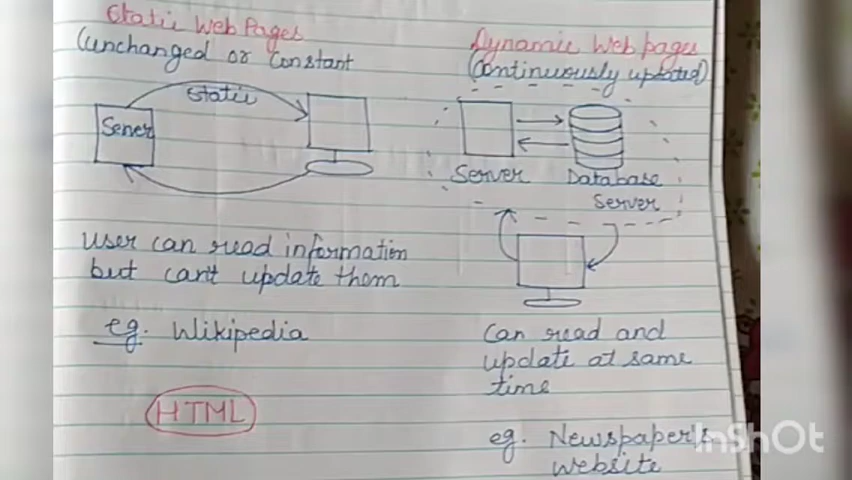 Static Web Pages
(unchanged or Constant
Static
Server
User can read information
but can't update them
eg. Wikipedia
HTML
Dynamic Web pages
(Continuously updated)
Server
Database
Server
Can read and
update at same
time
eg. Newspaper's
website
InShOt